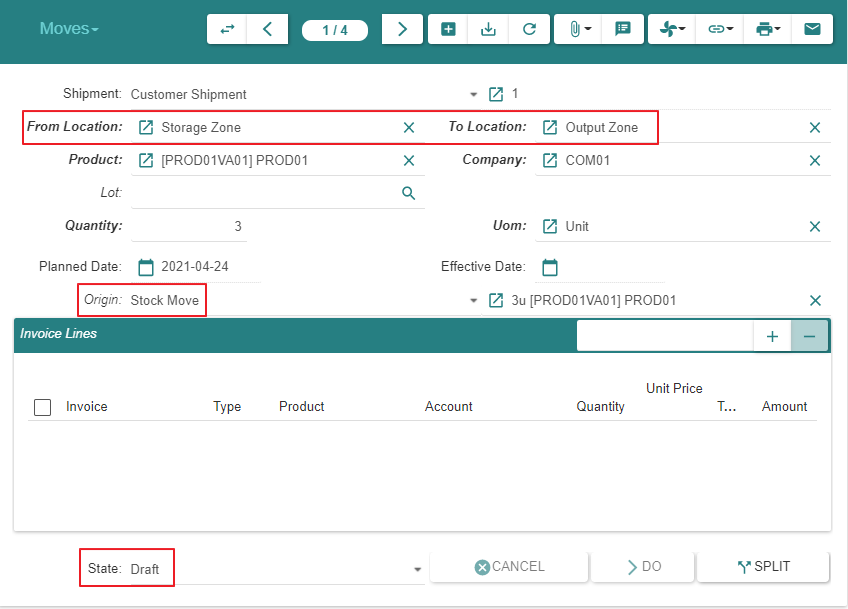 Moves
1 / 4
Shipment: Customer Shipment 1
From Location: Storage Zone To Location: Output Zone
Product: [PROD01VA01] PROD01 Company: COM01
Lot:
Quantity: 3 Uom: Unit
Planned Date: 2021-04-24 Effective Date:
Origin: Stock Move 3u [PROD01VA01] PROD01
Invoice Lines
Invoice Type Product Account Quantity Unit Price T... Amount
State: Draft CANCEL DO SPLIT